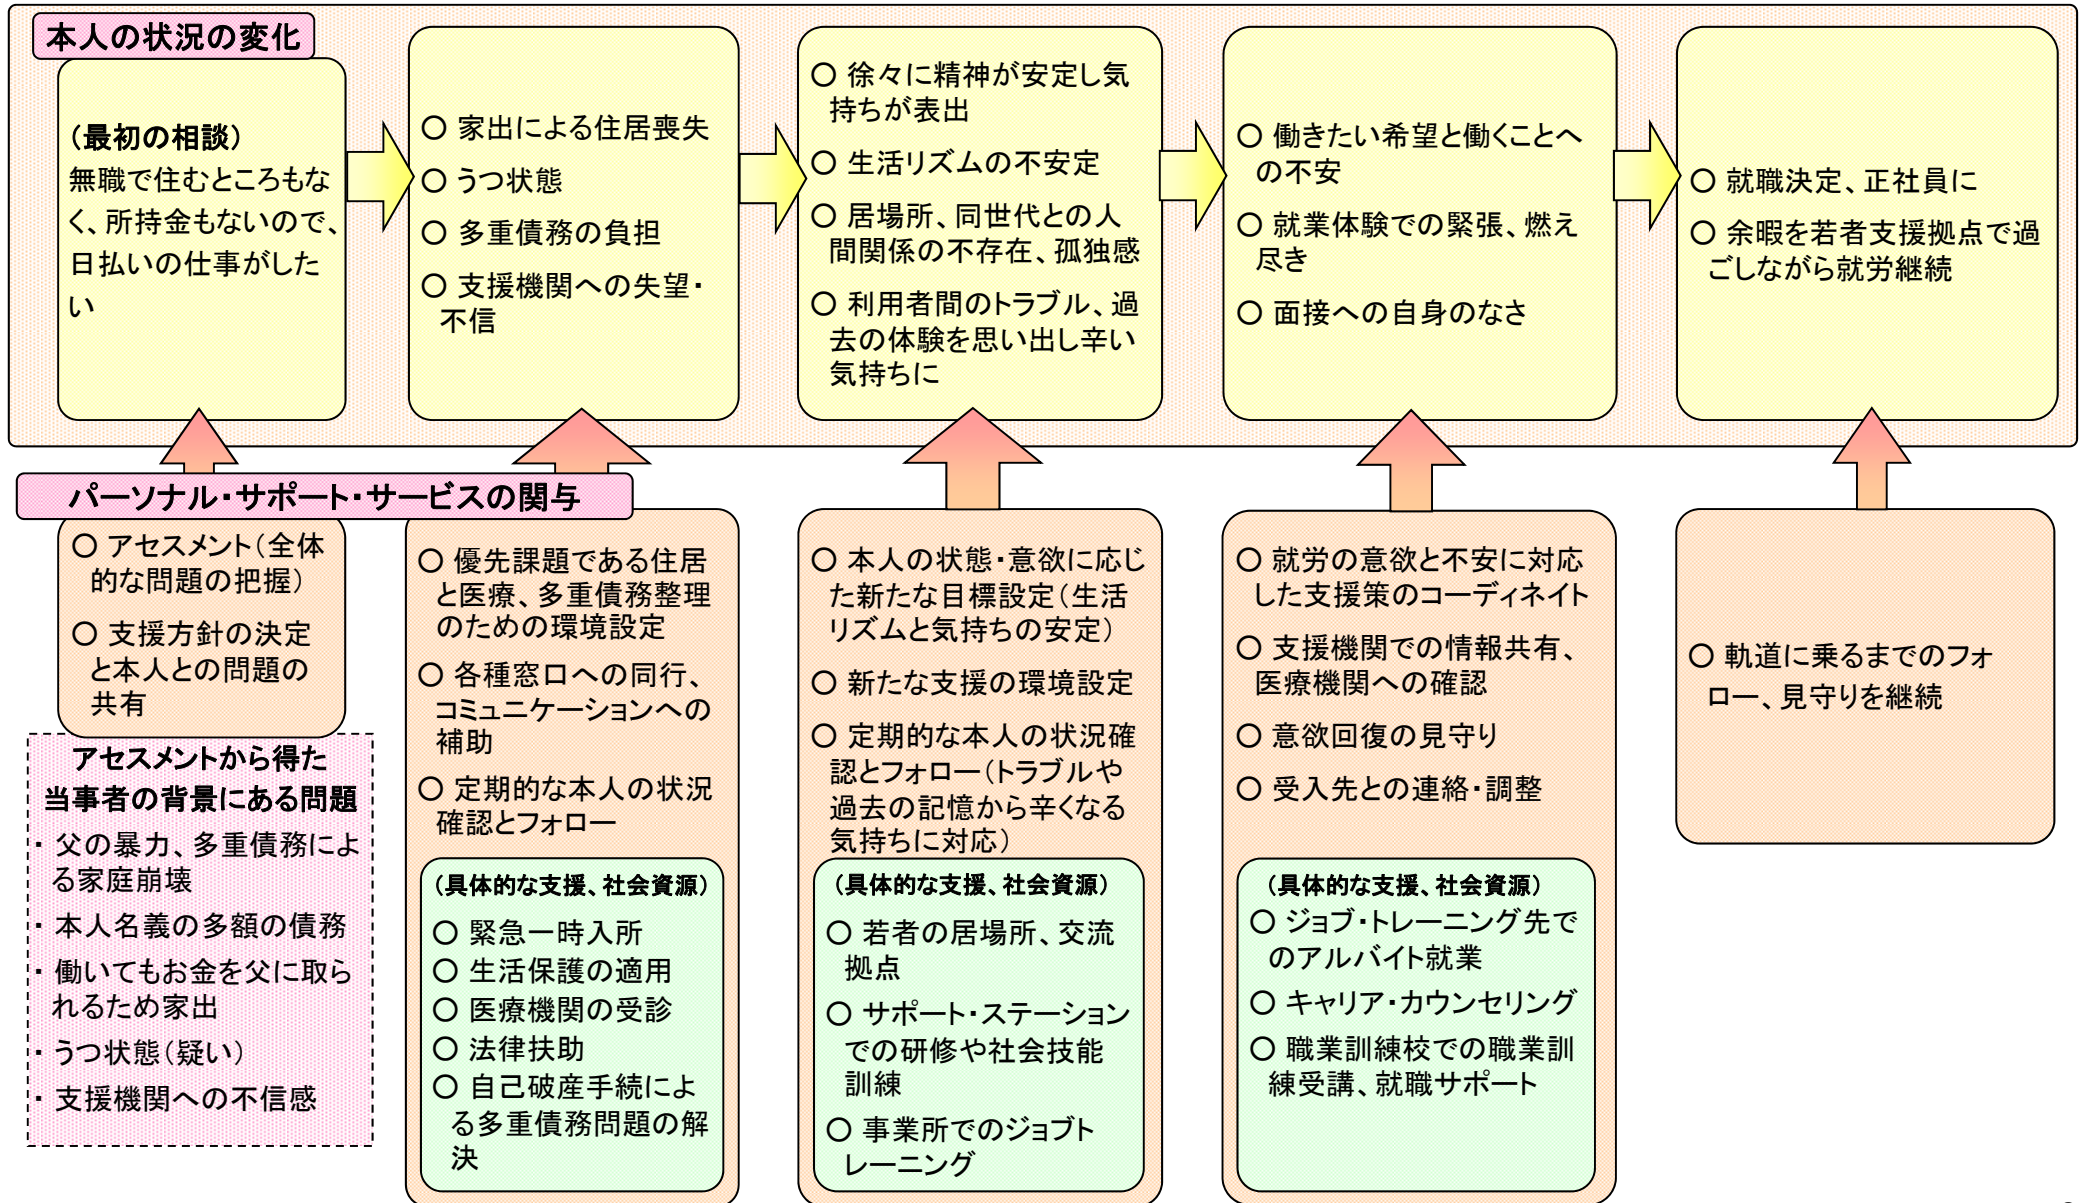 本人の状況の変化
（最初の相談）
無職で住むところもな
く、所持金もないので、
日払いの仕事がした
い
○ 家出による住居喪失
○ うつ状態
○ 多重債務の負担
○ 支援機関への失望・
不信
○ 徐々に精神が安定し気
持ちが表出
○ 生活リズムの不安定
○ 居場所、同世代との人
間関係の不存在、孤独感
○ 利用者間のトラブル、過
去の体験を思い出し辛い
気持ちに
○ 働きたい希望と働くことへ
の不安
○ 就業体験での緊張、燃え
尽き
○ 面接への自身のなさ
○ 就職決定、正社員に
○ 余暇を若者支援拠点で過
ごしながら就労継続
パーソナル・サポート・サービスの関与
○ アセスメント（全体
的な問題の把握）
○ 支援方針の決定
と本人との問題の
共有
アセスメントから得た
当事者の背景にある問題
・ 父の暴力、多重債務によ
る家庭崩壊
・ 本人名義の多額の債務
・ 働いてもお金を父に取ら
れるため家出
・ うつ状態（疑い）
・ 支援機関への不信感
○ 優先課題である住居
と医療、多重債務整理
のための環境設定
○ 各種窓口への同行、
コミュニケーションへの
補助
○ 定期的な本人の状況
確認とフォロー
（具体的な支援、社会資源）
○ 緊急一時入所
○ 生活保護の適用
○ 医療機関の受診
○ 法律扶助
○ 自己破産手続によ
る多重債務問題の解
決
○ 本人の状態・意欲に応じ
た新たな目標設定（生活
リズムと気持ちの安定）
○ 新たな支援の環境設定
○ 定期的な本人の状況確
認とフォロー（トラブルや
過去の記憶から辛くなる
気持ちに対応）
（具体的な支援、社会資源）
○ 若者の居場所、交流
拠点
○ サポート・ステーション
での研修や社会技能
訓練
○ 事業所でのジョブト
レーニング
○ 就労の意欲と不安に対応
した支援策のコーディネイト
○ 支援機関での情報共有、
医療機関への確認
○ 意欲回復の見守り
○ 受入先との連絡・調整
（具体的な支援、社会資源）
○ ジョブ・トレーニング先で
のアルバイト就業
○ キャリア・カウンセリング
○ 職業訓練校での職業訓
練受講、就職サポート
○ 軌道に乗るまでのフォ
ロー、見守りを継続